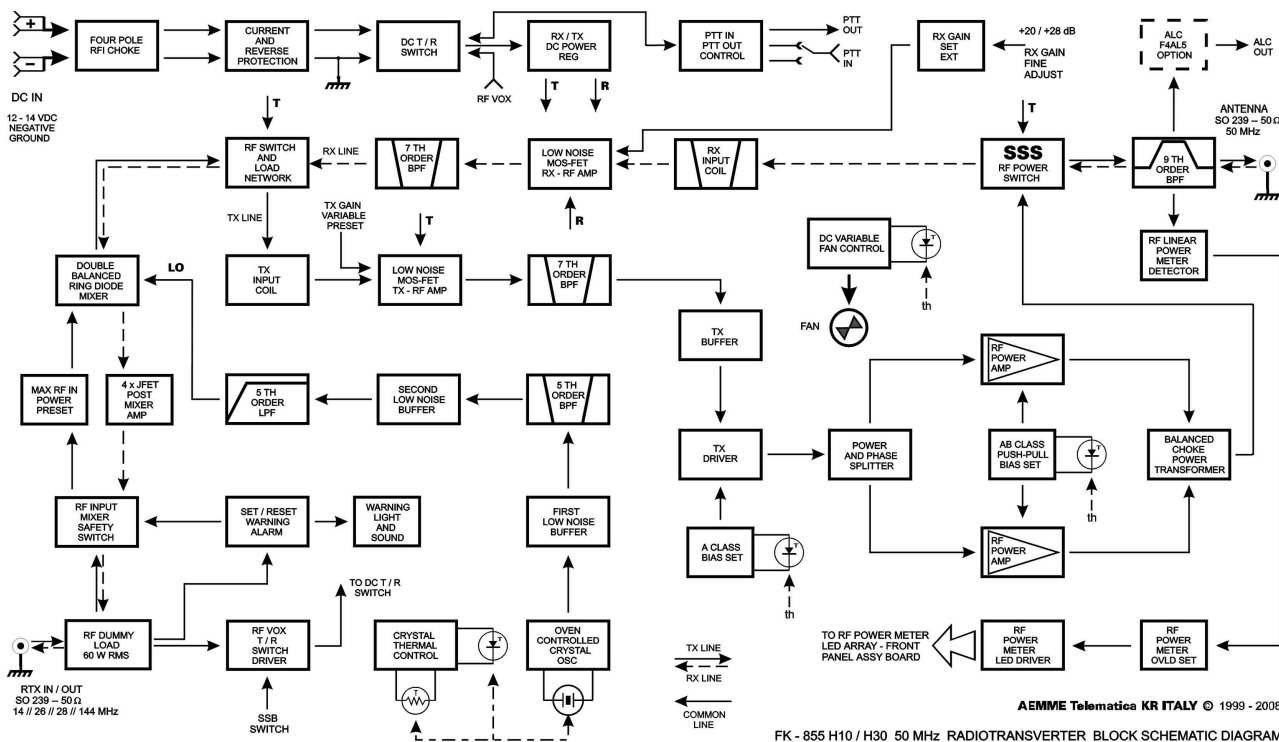 +
–
FOUR POLE
RFI CHOKE
CURRENT
AND
REVERSE
PROTECTION
DC T / R
SWITCH
RX / TX
DC POWER
REG
PTT IN
PTT OUT
CONTROL
PTT
OUT
PTT
IN
RX GAIN
SET
EXT
+20 / +28 dB
RX GAIN
FINE
ADJUST
ALC
F4AL5
OPTION
ALC
OUT
DC IN
12 - 14 VDC
NEGATIVE
GROUND
T
RF VOX
T
R
T
ANTENNA
SO 239 – 50Ω
50 MHz
RF SWITCH
AND
LOAD
NETWORK
RX LINE
7 TH
ORDER
BPF
LOW NOISE
MOS-FET
RX - RF AMP
RX
INPUT
COIL
SSS
RF POWER
SWITCH
9 TH
ORDER
BPF
TX LINE
TX GAIN
VARIABLE
PRESET
T
R
DOUBLE
BALANCED
RING DIODE
MIXER
LO
TX
INPUT
COIL
LOW NOISE
MOS-FET
TX - RF AMP
7 TH
ORDER
BPF
DC VARIABLE
FAN CONTROL
T
th
RF LINEAR
POWER
METER
DETECTOR
FAN
TX
BUFFER
RF
POWER
AMP
MAX RF IN
POWER
PRESET
4 x JFET
POST
MIXER
AMP
5 TH
ORDER
LPF
SECOND
LOW NOISE
BUFFER
5 TH
ORDER
BPF
TX
DRIVER
POWER
AND PHASE
SPLITTER
AB CLASS
PUSH-PULL
BIAS SET
T
th
BALANCED
CHOKE
POWER
TRANSFORMER
RF INPUT
MIXER
SAFETY
SWITCH
SET / RESET
WARNING
ALARM
WARNING
LIGHT
AND
SOUND
FIRST
LOW NOISE
BUFFER
A CLASS
BIAS SET
T
th
RF
POWER
AMP
TO DC T / R
SWITCH
RF DUMMY
LOAD
60 W RMS
RF VOX
T / R
SWITCH
DRIVER
CRYSTAL
THERMAL
CONTROL
T
T
OVEN
CONTROLLED
CRYSTAL
OSC
TX LINE
RX LINE
COMMON
LINE
TO RF POWER METER
LED ARRAY - FRONT
PANEL ASSY BOARD
RF
POWER
METER
LED DRIVER
RF
POWER
METER
OVLD SET
RTX IN / OUT
SO 239 – 50Ω
14 // 26 // 28 // 144 MHz
SSB
SWITCH
AEMME Telematica KR ITALY © 1999 - 2008
FK - 855 H10 / H30 50 MHz RADIOTRANSVERTER BLOCK SCHEMATIC DIAGRAM